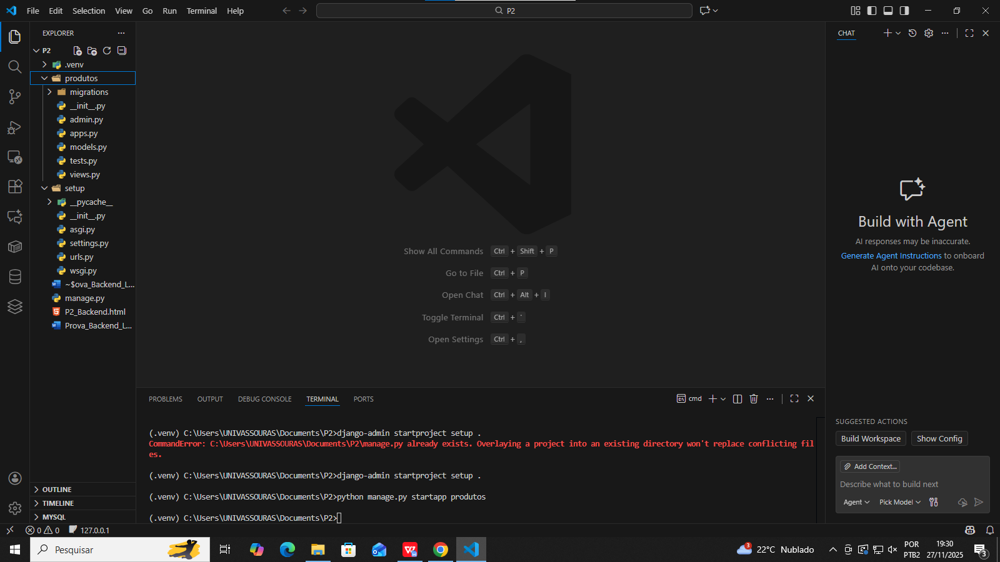 File Edit Selection View Go Run Terminal Help
P2
EXPLORER
P2
.venv
produtos
migrations
__init__.py
admin.py
apps.py
models.py
tests.py
views.py
setup
__pycache__
__init__.py
asgi.py
settings.py
urls.py
wsgi.py
~$ova_Backend_L...
manage.py
P2_Backend.html
Prova_Backend_L...
OUTLINE
TIMELINE
MYSQL
Show All Commands Ctrl + Shift + P
Go to File Ctrl + P
Open Chat Ctrl + Alt + I
Toggle Terminal Ctrl + '
Open Settings Ctrl + ,
PROBLEMS OUTPUT DEBUG CONSOLE TERMINAL PORTS
cmd
(.venv) C:\Users\UNIVASSOURAS\Documents\P2>django-admin startproject setup .
CommandError: C:\Users\UNIVASSOURAS\Documents\P2\manage.py already exists. Overlaying a project into an existing directory won't replace conflicting fil
es.
(.venv) C:\Users\UNIVASSOURAS\Documents\P2>django-admin startproject setup .
(.venv) C:\Users\UNIVASSOURAS\Documents\P2>python manage.py startapp produtos
(.venv) C:\Users\UNIVASSOURAS\Documents\P2>
CHAT
Build with Agent
AI responses may be inaccurate.
Generate Agent Instructions to onboard
AI onto your codebase.
SUGGESTED ACTIONS
Build Workspace Show Config
Add Context...
Describe what to build next
Agent Pick Model
0 0 127.0.0.1
Pesquisar
3
22°C Nublado
POR
PTB2
19:30
27/11/2025
3